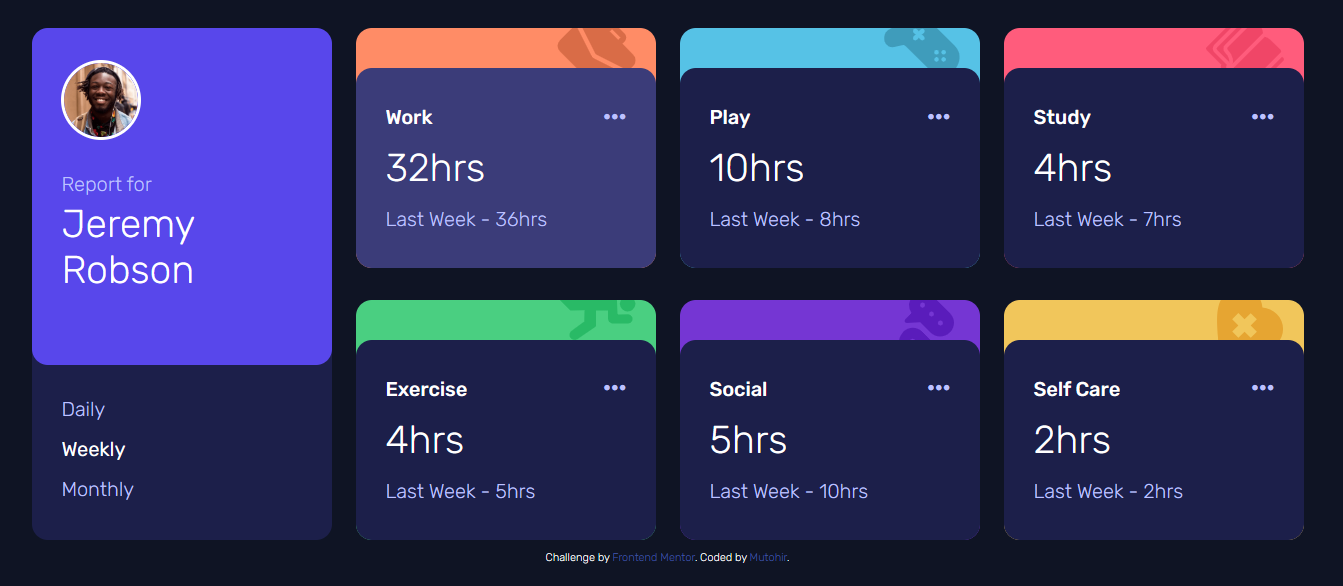 Report for
Jeremy
Robson
Daily
Weekly
Monthly
Work
32hrs
Last Week - 36hrs
Play
10hrs
Last Week - 8hrs
Study
4hrs
Last Week - 7hrs
Exercise
4hrs
Last Week - 5hrs
Social
5hrs
Last Week - 10hrs
Self Care
2hrs
Last Week - 2hrs
Challenge by Frontend Mentor. Coded by Mutohir.